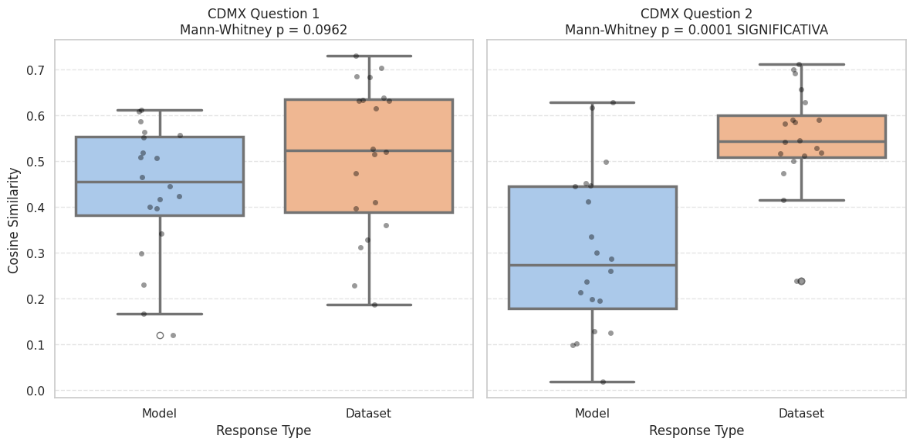 CDMX Question 1
Mann-Whitney p = 0.0962
CDMX Question 2
Mann-Whitney p = 0.0001 SIGNIFICATIVA
Cosine Similarity
0.7
0.6
0.5
0.4
0.3
0.2
0.1
0.0
Model
Dataset
Response Type
Model
Dataset
Response Type